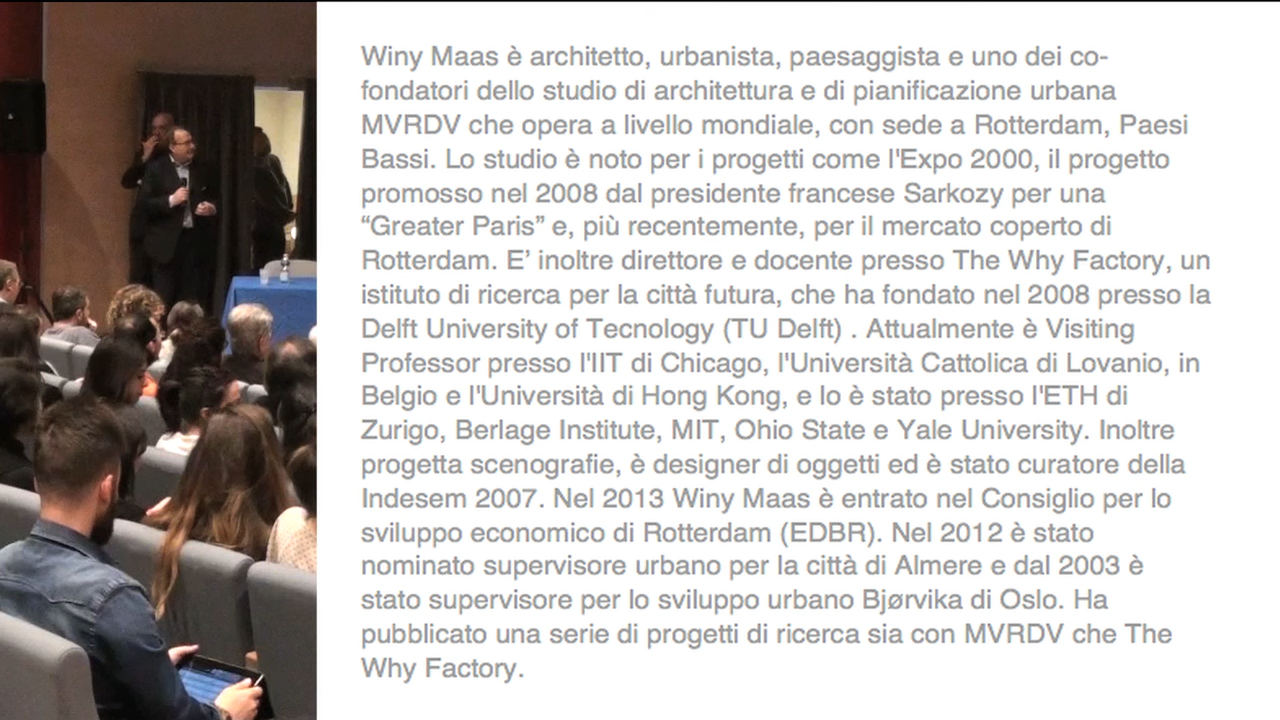 Winy Maas è architetto, urbanista, paesaggista e uno dei co-
fondatori dello studio di architettura e di pianificazione urbana
MVRDV che opera a livello mondiale, con sede a Rotterdam, Paesi
Bassi. Lo studio è noto per i progetti come l'Expo 2000, il progetto
promosso nel 2008 dal presidente francese Sarkozy per una
“Greater Paris” e, più recentemente, per il mercato coperto di
Rotterdam. E’ inoltre direttore e docente presso The Why Factory, un
istituto di ricerca per la città futura, che ha fondato nel 2008 presso la
Delft University of Tecnology (TU Delft) . Attualmente è Visiting
Professor presso l'IIT di Chicago, l'Università Cattolica di Lovanio, in
Belgio e l'Università di Hong Kong, e lo è stato presso l'ETH di
Zurigo, Berlage Institute, MIT, Ohio State e Yale University. Inoltre
progetta scenografie, è designer di oggetti ed è stato curatore della
Indesem 2007. Nel 2013 Winy Maas è entrato nel Consiglio per lo
sviluppo economico di Rotterdam (EDBR). Nel 2012 è stato
nominato supervisore urbano per la città di Almere e dal 2003 è
stato supervisore per lo sviluppo urbano Bjørvika di Oslo. Ha
pubblicato una serie di progetti di ricerca sia con MVRDV che The
Why Factory.